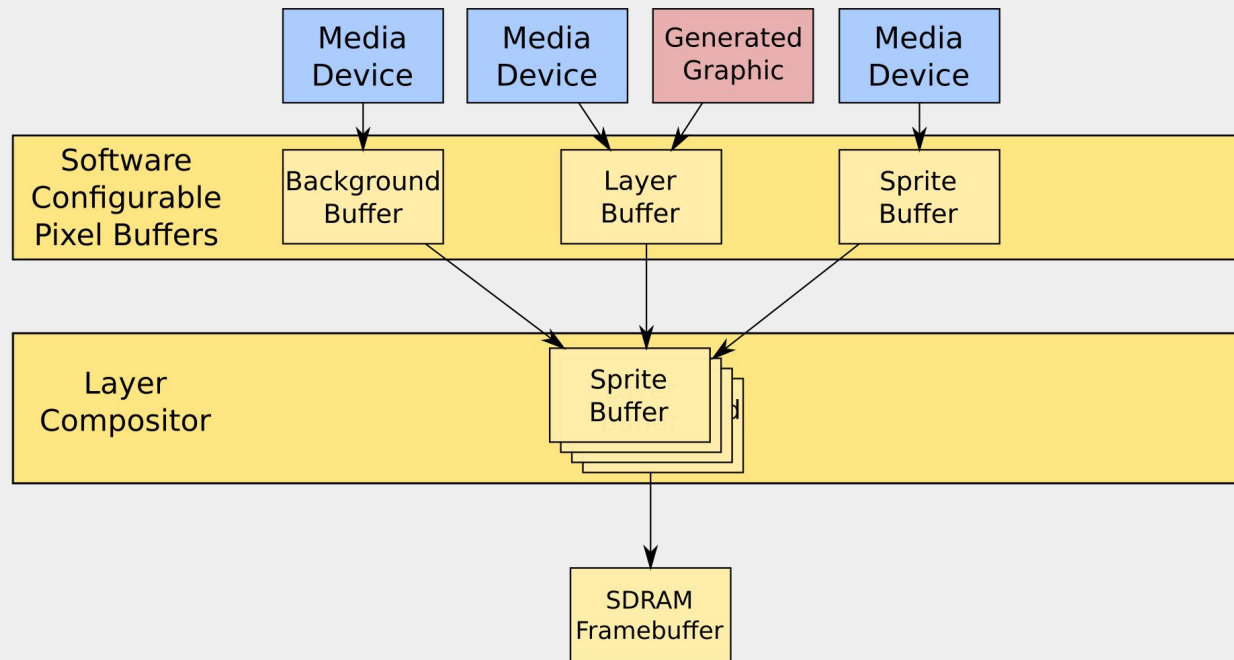 Media
Device
Media
Device
Generated
Graphic
Media
Device
Software
Configurable
Pixel Buffers
Background
Buffer
Layer
Buffer
Sprite
Buffer
Layer
Compositor
Sprite
Buffer
d
SDRAM
Framebuffer